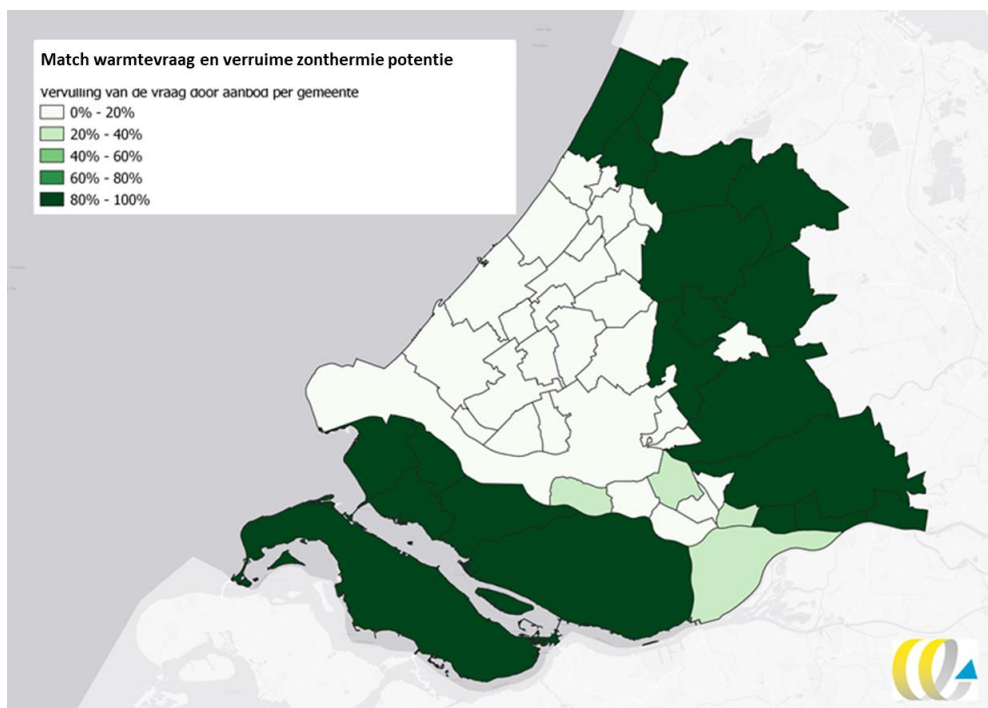 Match warmtevraag en verruime zonthermie potentie
Vervulling van de vraag door aanbod per gemeente
0% - 20%
20% - 40%
40% - 60%
60% - 80%
80% - 100%